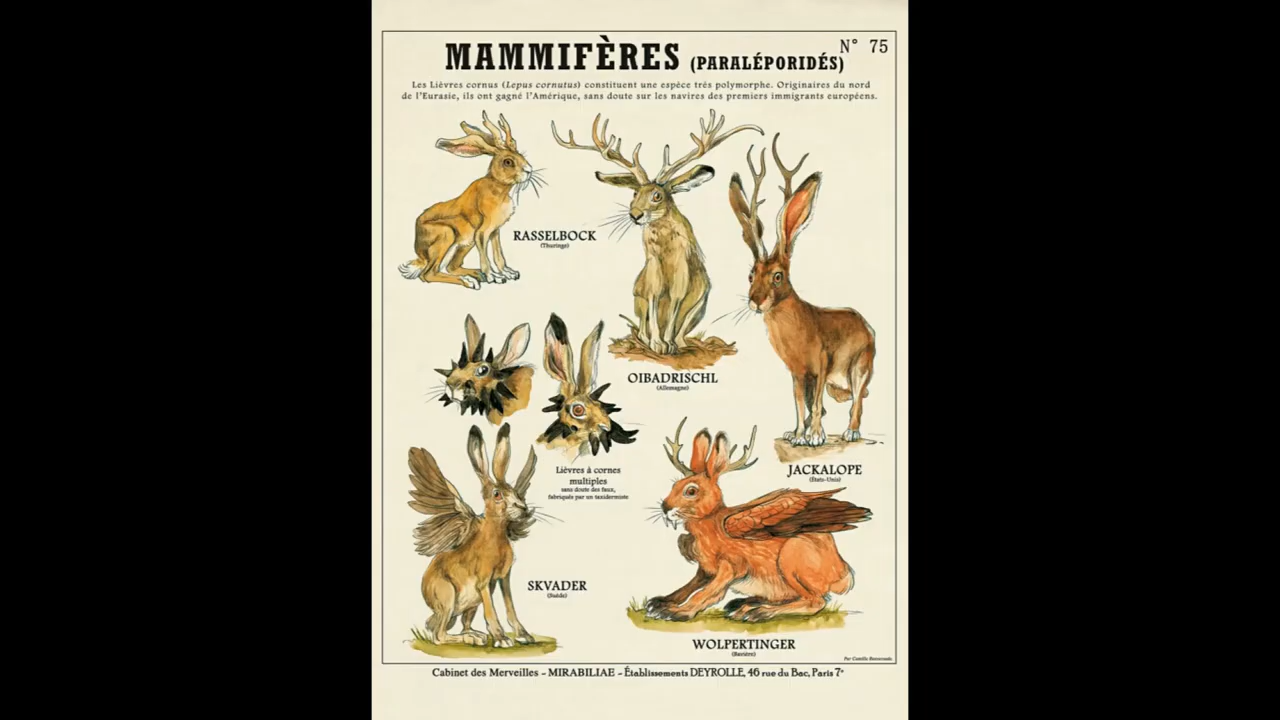 MAMMIFÈRES (PARALÉPORIDÉS)
N° 75
Les Lièvres cornus (Lepus cornutus) constituent une espèce très polymorphe. Originaires du nord
de l'Eurasie, ils ont gagné l'Amérique, sans doute sur les navires des premiers immigrants européens.
RASSELBOCK
(Thuringe)
OIBADRISCHL
(Allemagne)
JACKALOPE
(États-Unis)
Lièvres à cornes
multiples
sans doute des faux,
fabriqués par un taxidermiste
SKVADER
(Suède)
WOLPERTINGER
(Bavière)
Par Camille Renversade
Cabinet des Merveilles - MIRABILIAE - Établissements DEYROLLE, 46 rue du Bac, Paris 7e